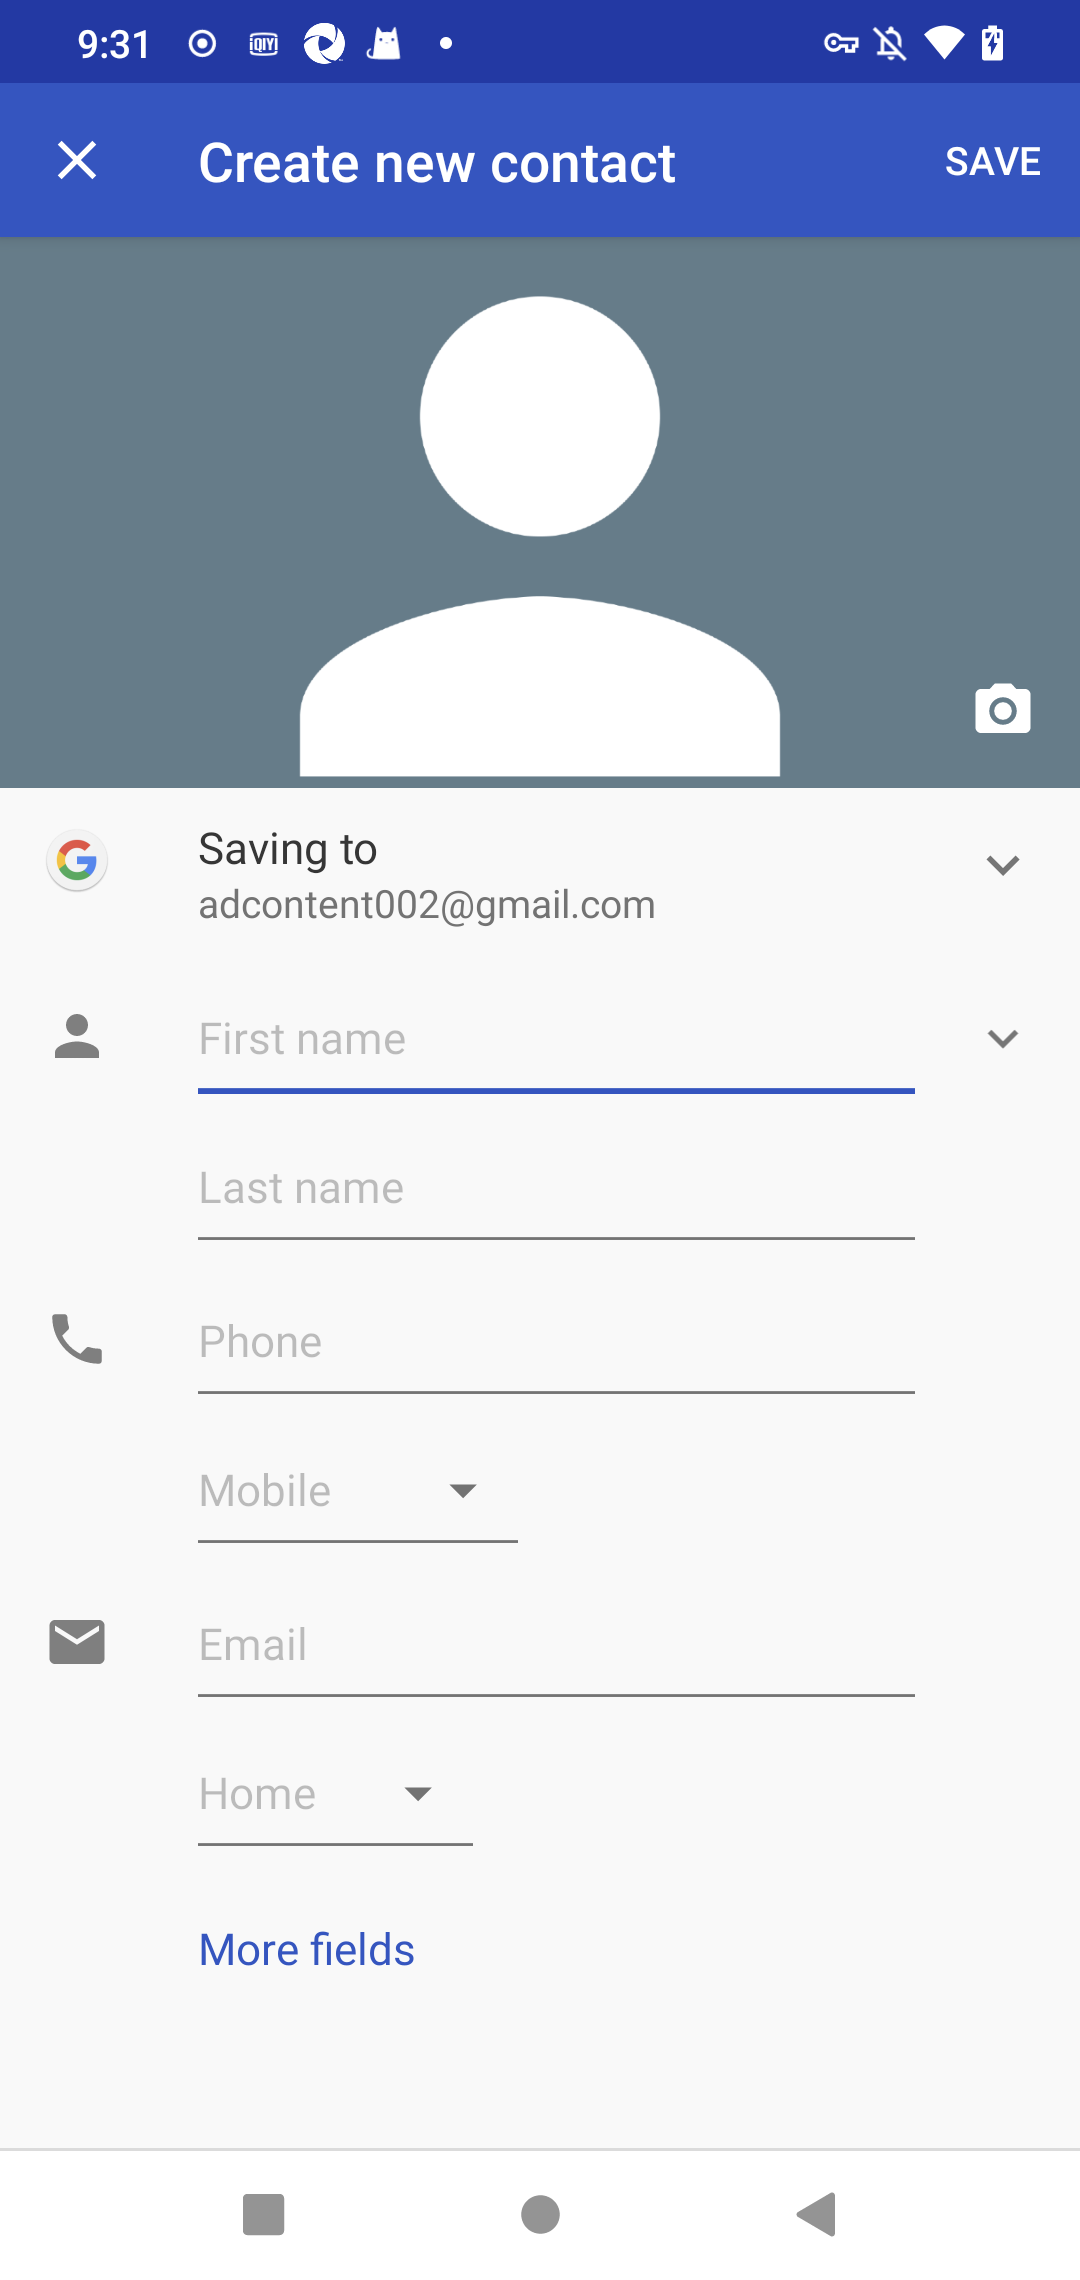 9:31
iQIYI
Create new contact
SAVE
Saving to
adcontent002@gmail.com
First name
Last name
Phone
Mobile
Email
Home
More fields